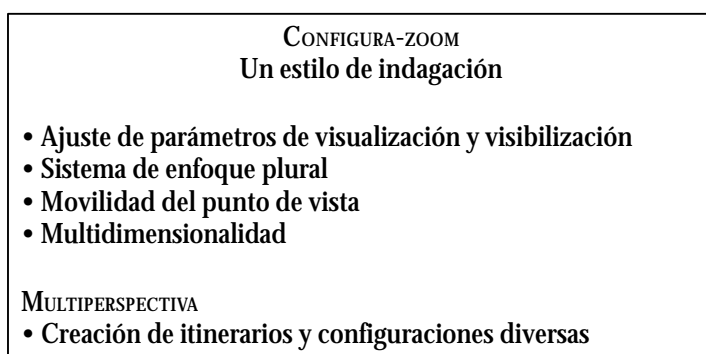 CONFIGURA-ZOOM
Un estilo de indagación
• Ajuste de parámetros de visualización y visibilización
• Sistema de enfoque plural
• Movilidad del punto de vista
• Multidimensionalidad
MULTIPERSPECTIVA
• Creación de itinerarios y configuraciones diversas